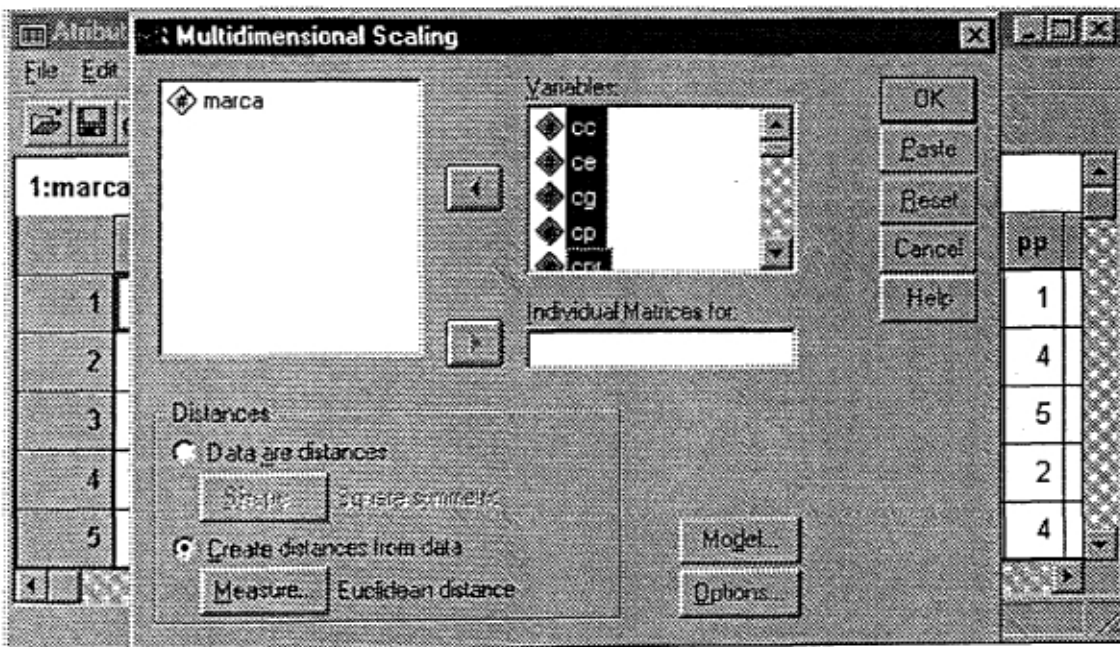 Multidimensional Scaling
File Edit
1:marca
1
2
3
4
5
marca
Variables:
cc
ce
cg
cp
Individual Matrices for:
OK
Paste
Reset
Cancel
Help
Distances
Data are distances
Square symmetric
Create distances from data
Measure... Euclidean distance
Model...
Options...
pp
1
4
5
2
4